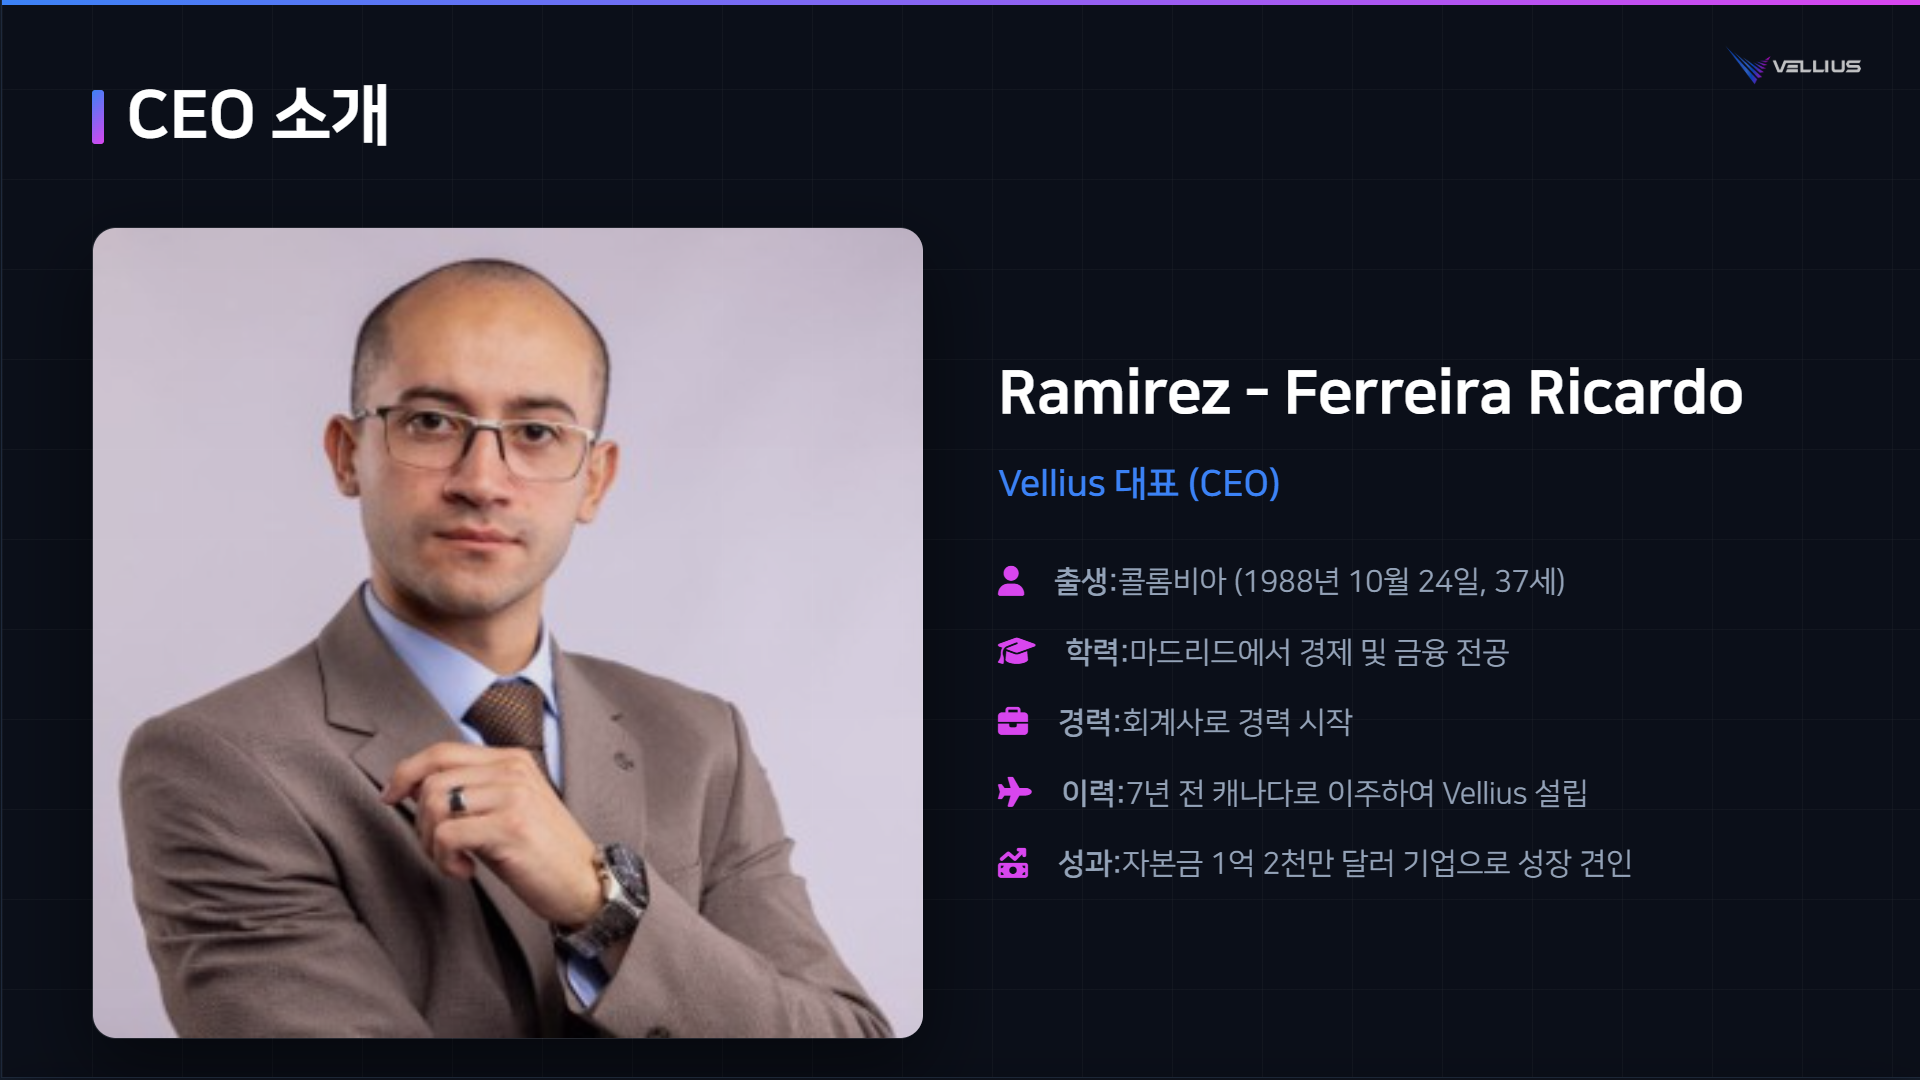 VELLIUS
CEO 소개
Ramirez - Ferreira Ricardo
Vellius 대표 (CEO)
출생:콜롬비아 (1988년 10월 24일, 37세)
학력:마드리드에서 경제 및 금융 전공
경력:회계사로 경력 시작
이력:7년 전 캐나다로 이주하여 Vellius 설립
성과:자본금 1억 2천만 달러 기업으로 성장 견인